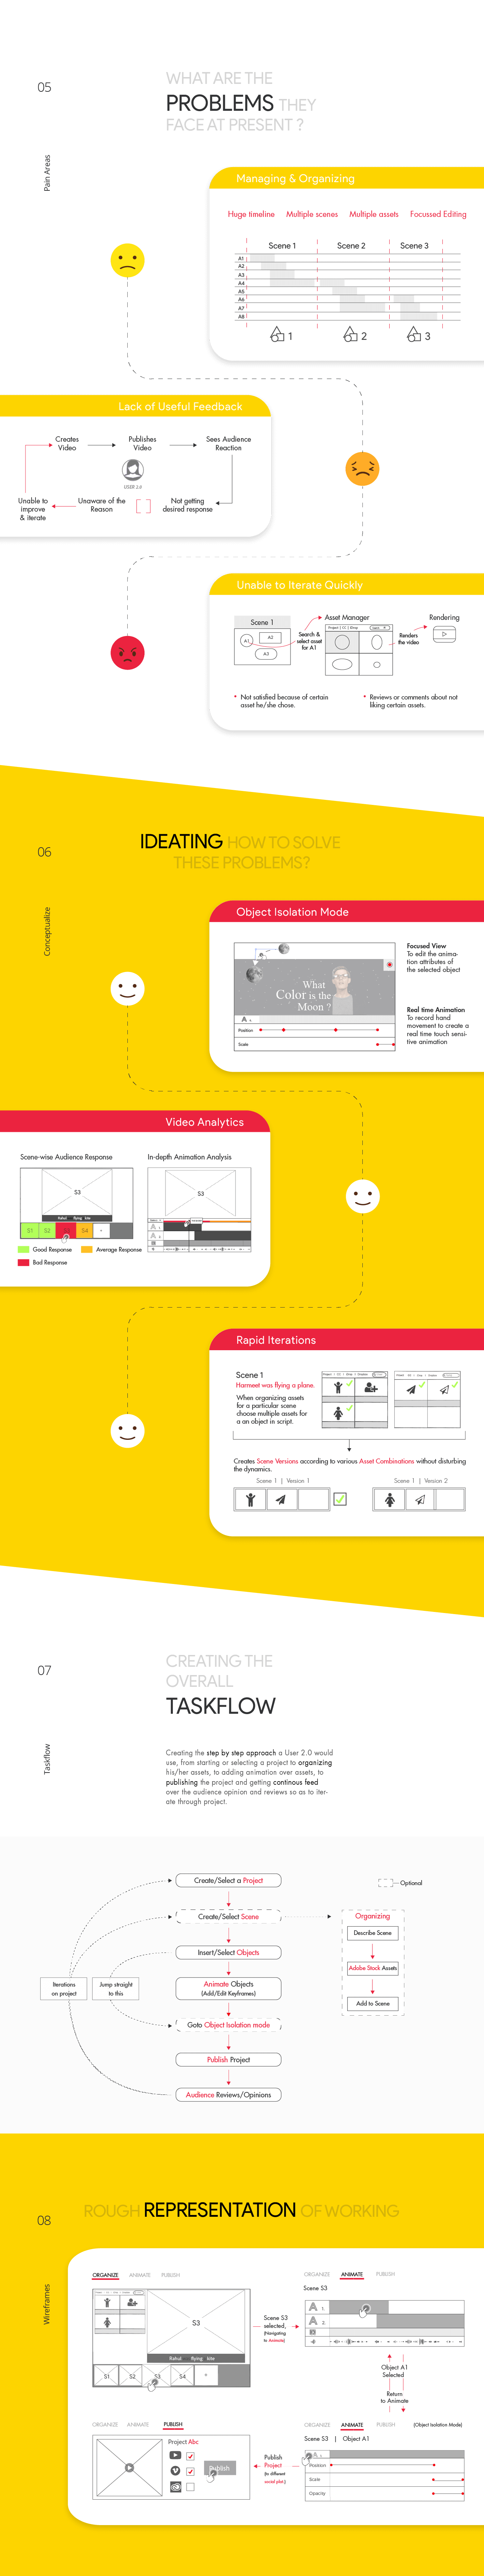 05
Pain Areas
WHAT ARE THE
PROBLEMS THEY
FACE AT PRESENT ?
Managing & Organizing
Huge timeline Multiple scenes Multiple assets Focussed Editing
Scene 1 Scene 2 Scene 3
A1
A2
A3
A4
A5
A6
A7
A8
1 2 3
Lack of Useful Feedback
Creates
Video
Publishes
Video
Sees Audience
Reaction
USER 2.0
Unable to
improve
& iterate
Unaware of the
Reason
Not getting
desired response
Unable to Iterate Quickly
Scene 1
A1
A2
A3
Search &
select asset
for A1
Asset Manager
Renders
the video
Rendering
Not satisfied because of certain
asset he/she chose.
Reviews or comments about not
liking certain assets.
06
Conceptualize
IDEATING HOW TO SOLVE
THESE PROBLEMS?
Object Isolation Mode
What
Color is the
Moon ?
A
Position
Scale
Focused View
To edit the anima-
tion attributes of
the selected object
Real time Animation
To record hand
movement to create a
real time touch sensi-
tive animation
Video Analytics
Scene-wise Audience Response
S3
Rahul flying kite
S1 S2 S3 S4 +
Good Response
Average Response
Bad Response
In-depth Animation Analysis
S3
A
A
Rapid Iterations
Scene 1
Harmeet was flying a plane.
When organizing assets
for a particular scene
choose multiple assets for
a an object in script.
Creates Scene Versions according to various Asset Combinations without disturbing
the dynamics.
Scene 1 | Version 1
Scene 1 | Version 2
07
Taskflow
CREATING THE
OVERALL
TASKFLOW
Creating the step by step approach a User 2.0 would
use, from starting or selecting a project to organizing
his/her assets, to adding animation over assets, to
publishing the project and getting continous feed
over the audience opinion and reviews so as to iter-
ate through project.
Create/Select a Project
Optional
Create/Select Scene
Organizing
Describe Scene
Insert/Select Objects
Adobe Stock Assets
Iterations
on project
Jump straight
to this
Animate Objects
(Add/Edit Keyframes)
Add to Scene
Goto Object Isolation mode
Publish Project
Audience Reviews/Opinions
08
Wireframes
ROUGH REPRESENTATION OF WORKING
ORGANIZE ANIMATE PUBLISH
S3
Rahul flying kite
S1 S2 S3 S4 +
Scene S3
selected,
(Navigating
to Animate)
ORGANIZE ANIMATE PUBLISH
Scene S3
A 1.
A 2.
Object A1
Selected
Return
to Animate
ORGANIZE ANIMATE PUBLISH
Project Abc
Publish
Publish
Project
(to different
social plat.)
ORGANIZE ANIMATE PUBLISH (Object Isolation Mode)
Scene S3 | Object A1
A
Position
Scale
Opacity